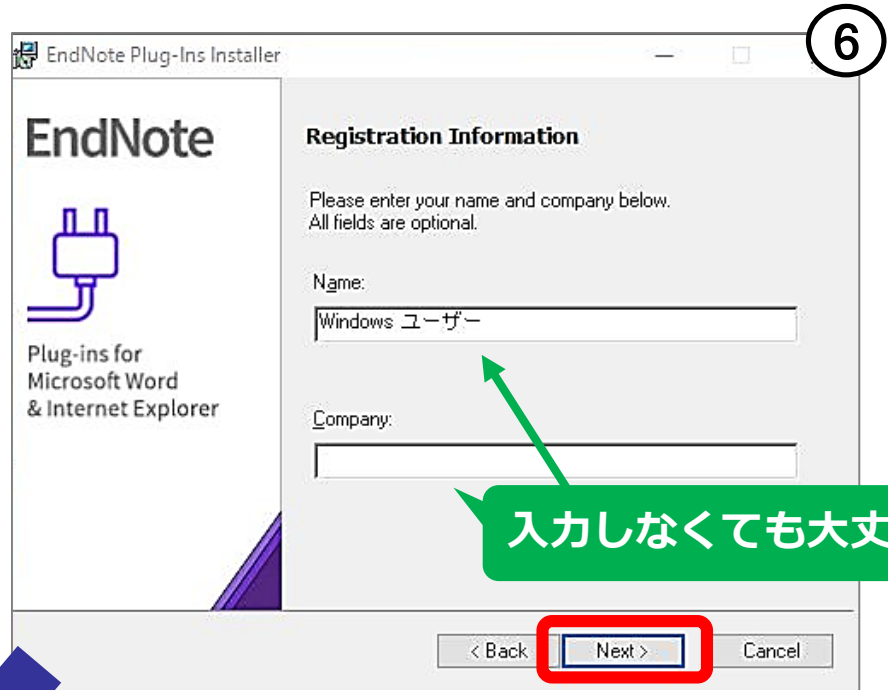 ⑥
EndNote Plug-Ins Installer
EndNote
Plug-ins for
Microsoft Word
& Internet Explorer
Registration Information
Please enter your name and company below.
All fields are optional.
Name:
Windows ユーザー
Company:
入力しなくても大丈
< Back
Next >
Cancel